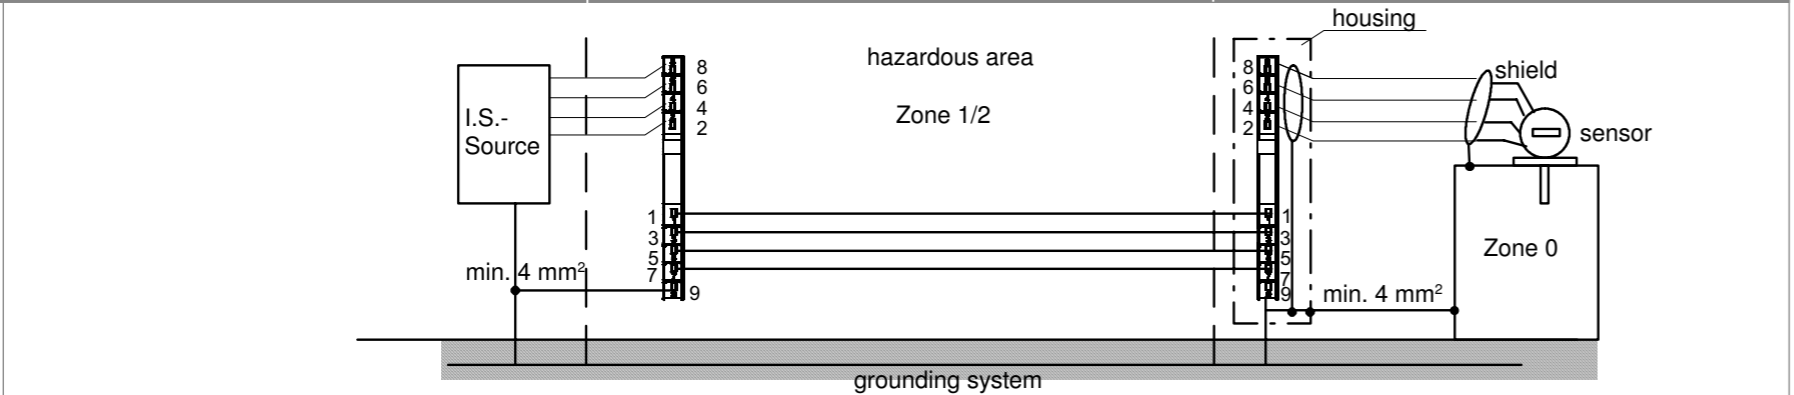 housing
hazardous area
Zone 1/2
I.S.-
Source
8
6
4
2
1
3
5
7
9
min. 4 mm²
8
6
4
2
1
3
5
7
9
shield
sensor
Zone 0
min. 4 mm²
grounding system